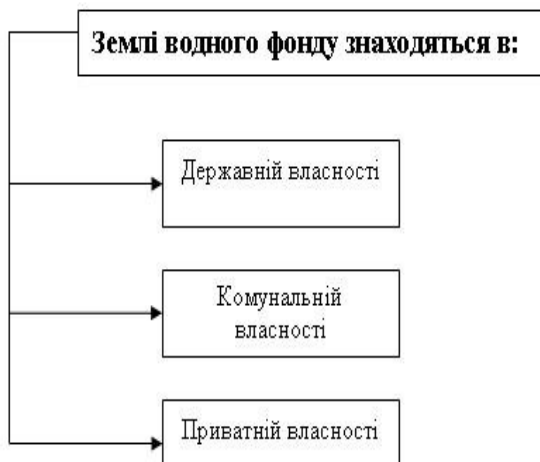 Землі водного фонду знаходяться в:
Державній власності
Комунальній
власності
Приватній власності